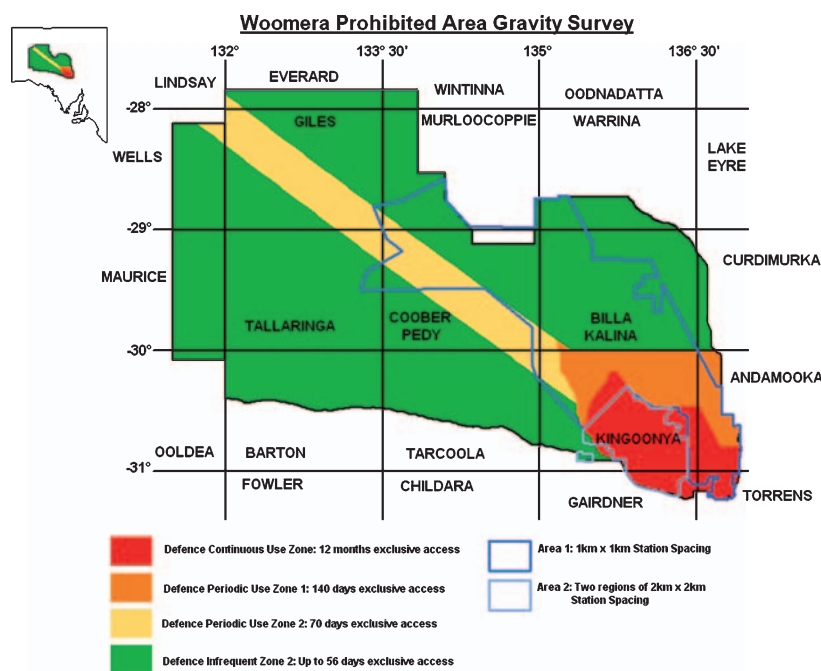 Woomera Prohibited Area Gravity Survey
132°
133° 30'
135°
136° 30'
LINDSAY
EVERARD
WINTINNA
OODNADATTA
-28°
GILES
MURLOOCOPPIE
WARRINA
LAKE
EYRE
WELLS
-29°
CURDIMURKA
MAURICE
TALLARINGA
COOBER
PEDY
BILLA
KALINA
-30°
ANDAMOOKA
KINGOONYA
OOLDEA
BARTON
TARCOOLA
-31°
FOWLER
CHILDARA
GAIRDNER
TORRENS
Defence Continuous Use Zone: 12 months exclusive access
Defence Periodic Use Zone 1: 140 days exclusive access
Defence Periodic Use Zone 2: 70 days exclusive access
Defence Infrequent Zone 2: Up to 56 days exclusive access
Area 1: 1km x 1km Station Spacing
Area 2: Two regions of 2km x 2km
Station Spacing